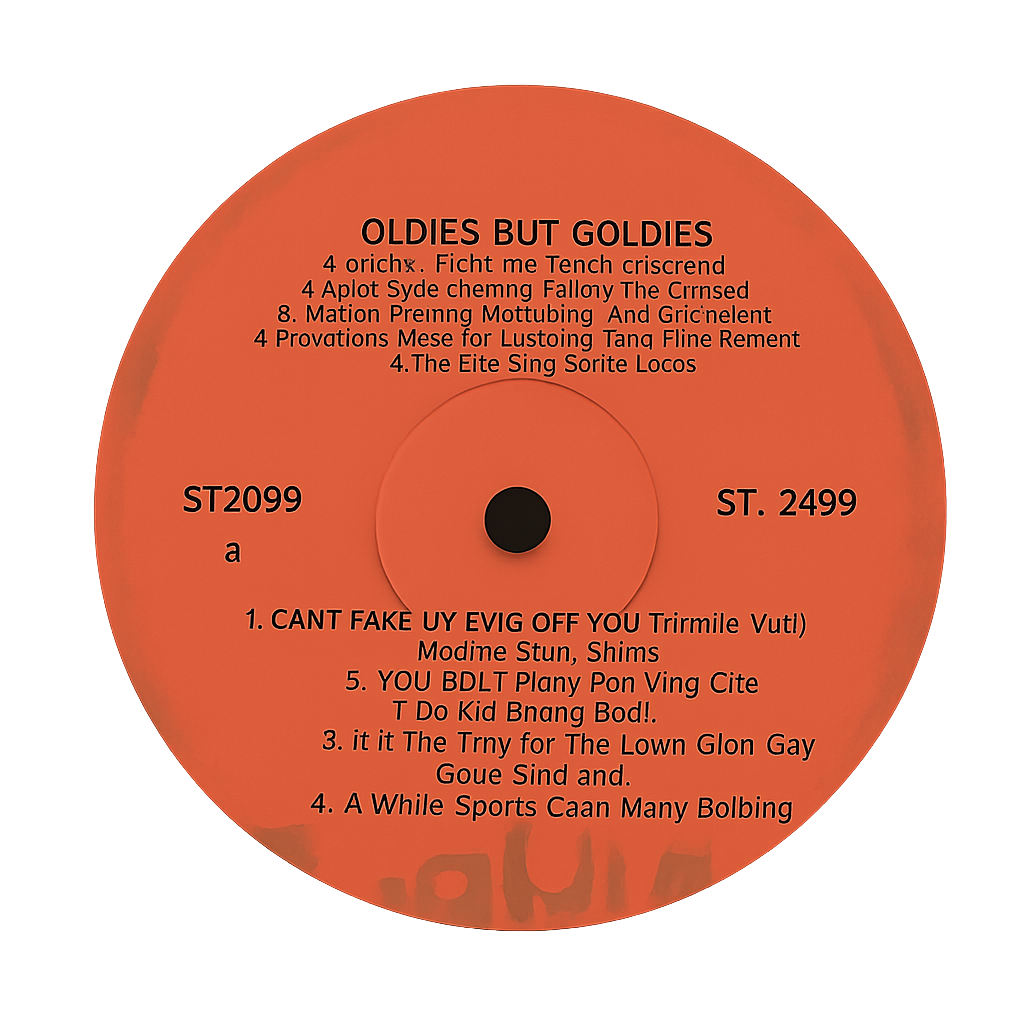 OLDIES BUT GOLDIES
4 orich. Ficht me Tench criscrend
4 Aplot Syde chemng Fallory The Crrnsed
8. Mation Premng Mottubing And Gric'nelent
4 Provations Mese for Lustoing Tang Fline Rement
4.The Eite Sing Sorite Locos
ST2099
ST. 2499
a
1. CANT FAKE UY EVIG OFF YOU Trirmile Vutl)
Modime Stun, Shims
5. YOU BDLT Plany Pon Ving Cite
T Do Kid Bnang Bod!.
3. it it The Trny for The Lown Glon Gay
Goue Sind and.
4. A While Sports Caan Many Bolbing